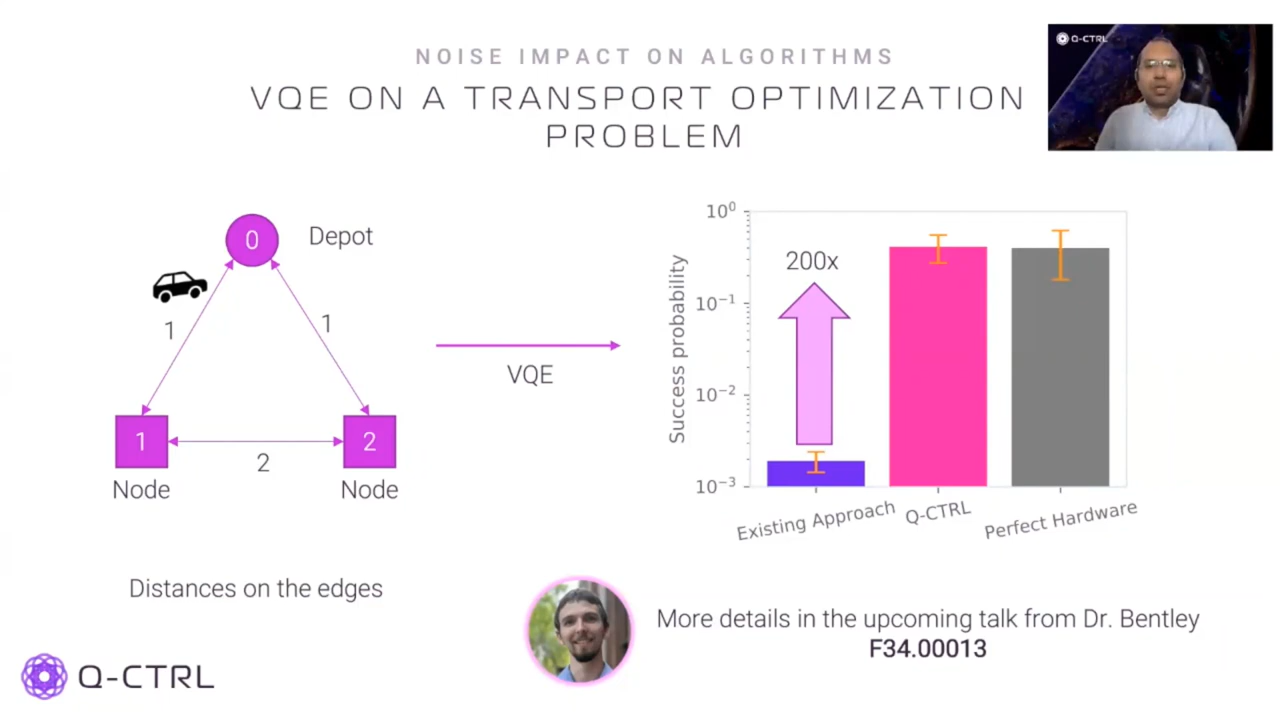 NOISE IMPACT ON ALGORITHMS
VQE ON A TRANSPORT OPTIMIZATION
PROBLEM
Q-CTRL
0
Depot
1
1
1
2
2
Node
Node
Distances on the edges
VQE
Success probability
10⁰
10⁻¹
10⁻²
10⁻³
200x
Existing Approach
Q-CTRL
Perfect Hardware
More details in the upcoming talk from Dr. Bentley
F34.00013
Q-CTRL